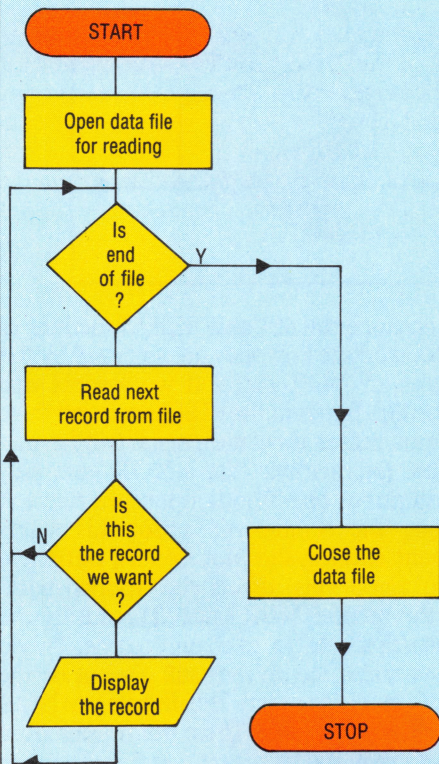 START
Open data file
for reading
Is
end
of file
?
Y
Read next
record from file
Is
this
the record
we want
?
N
Display
the record
Close the
data file
STOP